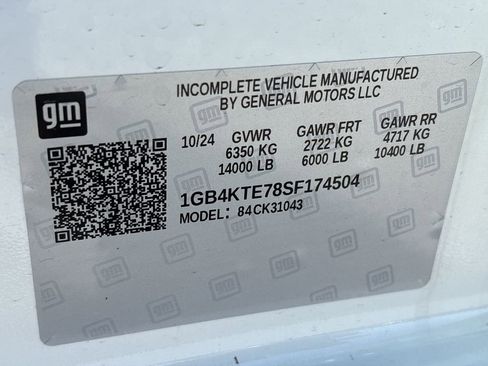 gm
INCOMPLETE VEHICLE MANUFACTURED
BY GENERAL MOTORS LLC
10/24 GVWR GAWR FRT GAWR RR
6350 KG 2722 KG 4717 KG
14000 LB 6000 LB 10400 LB
1GB4KTE78SF174504
MODEL: 84CK31043